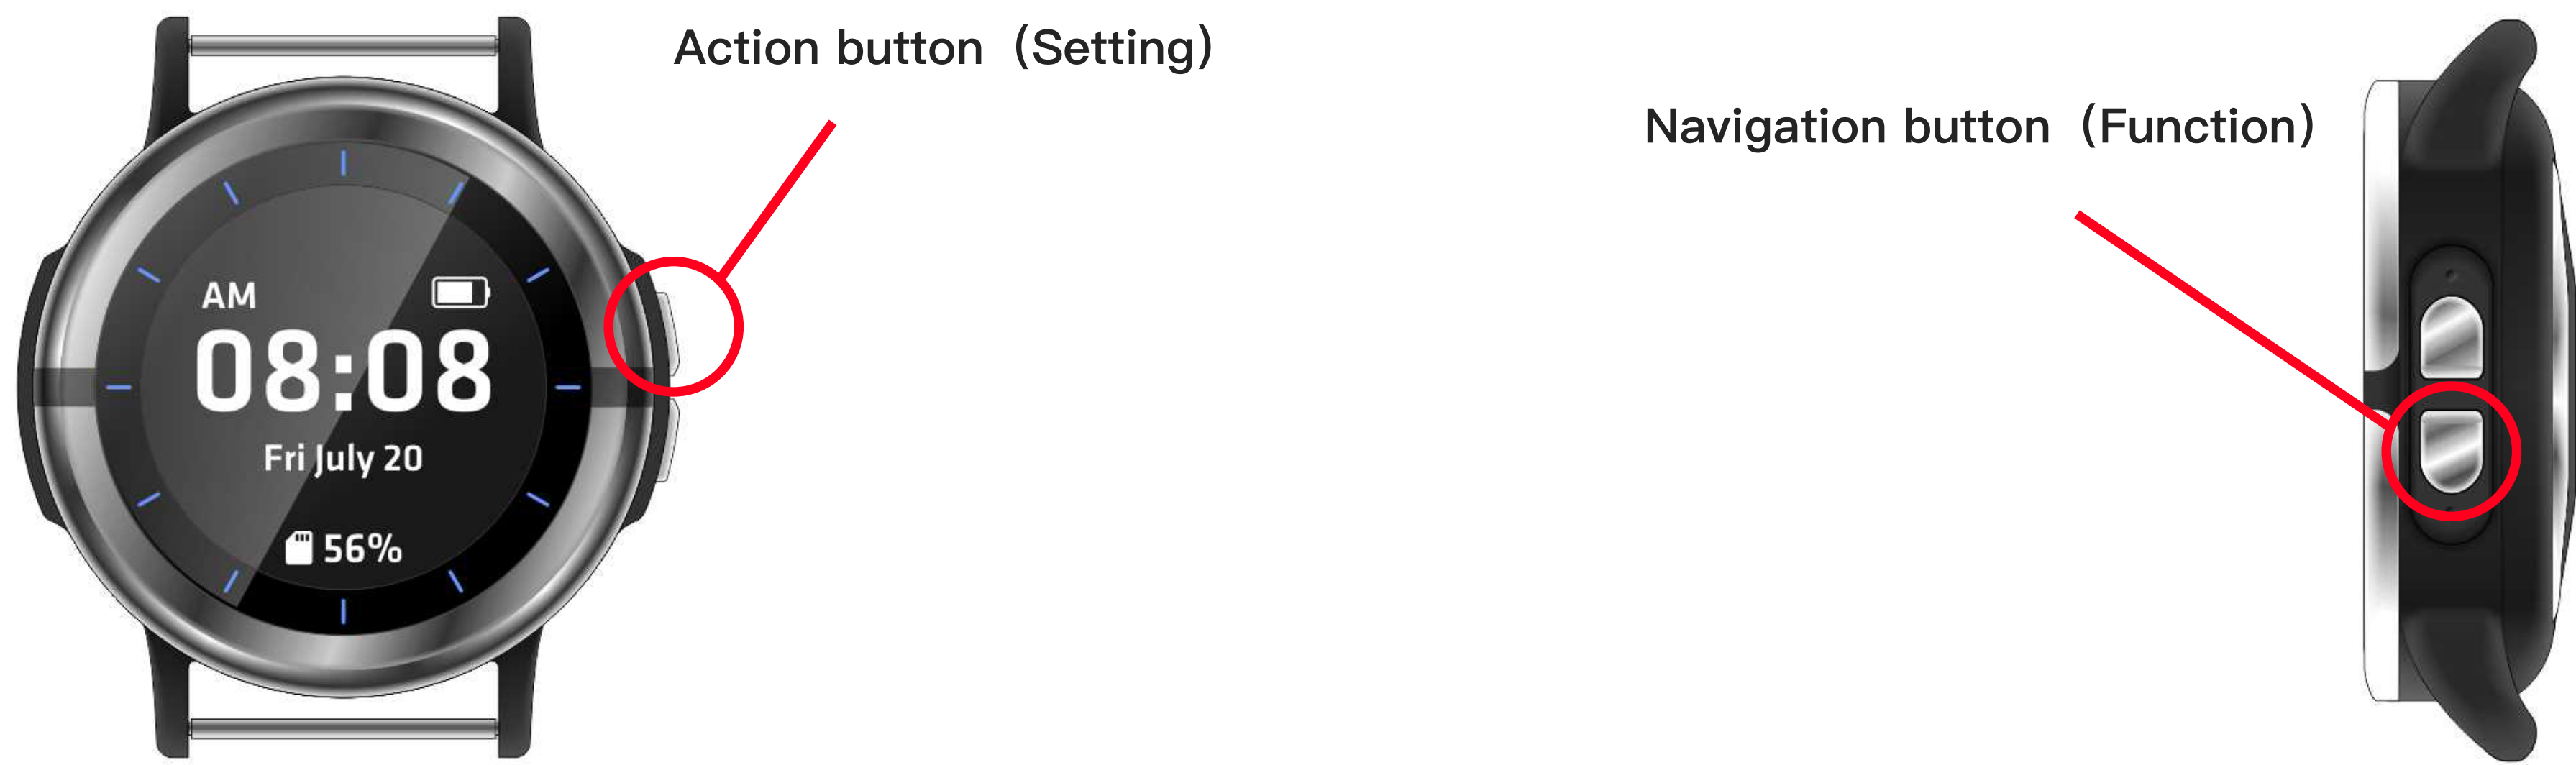 Action button（Setting）
Navigation button（Function）
AM
08:08
Fri July 20
56%